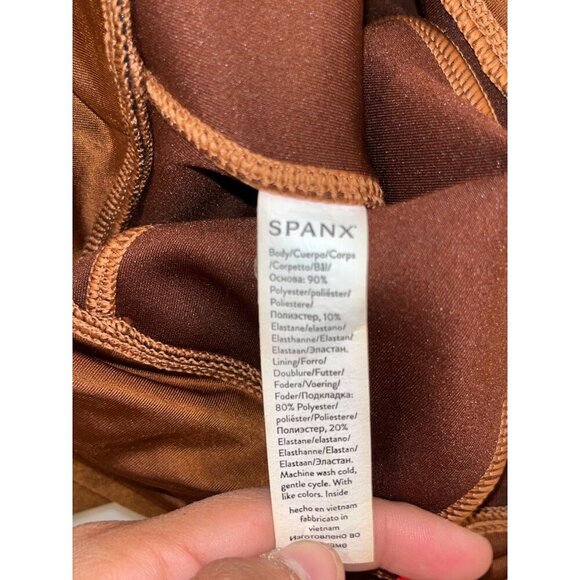 SPANX
Body/Cuerpo/Corps
/Corpetto/Bål/
Основа: 90%
Polyester/poliéster/
Poliestere/
Полиэстер, 10%
Elastane/elastano/
Elasthanne/Elastan/
Elastaan/Эластан.
Lining/Forro/
Doublure/Futter/
Fodera/Voering/
Foder/Подкладка:
80% Polyester/
poliéster/Poliestere/
Полиэстер, 20%
Elastane/elastano/
Elasthanne/Elastan/
Elastaan/Эластан.
Machine wash cold,
gentle cycle. With
like colors. Inside
hecho en vietnam
fabbricato in
vietnam
Изготовлено во